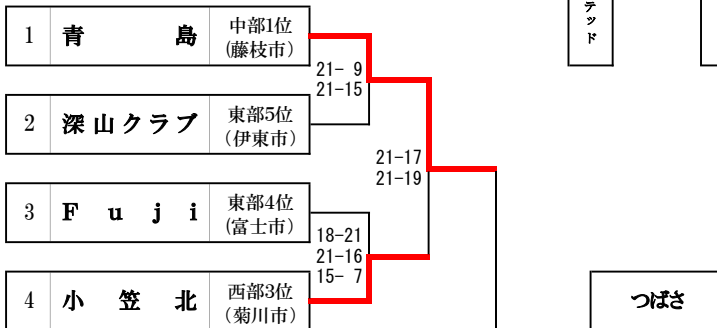 テッド
1 青島 中部1位
(藤枝市)
21- 9
21-15
2 深山クラブ 東部5位
(伊東市)
21-17
21-19
3 Fuji 東部4位
(富士市)
18-21
21-16
15- 7
4 小笠北 西部3位
(菊川市)
つばさ